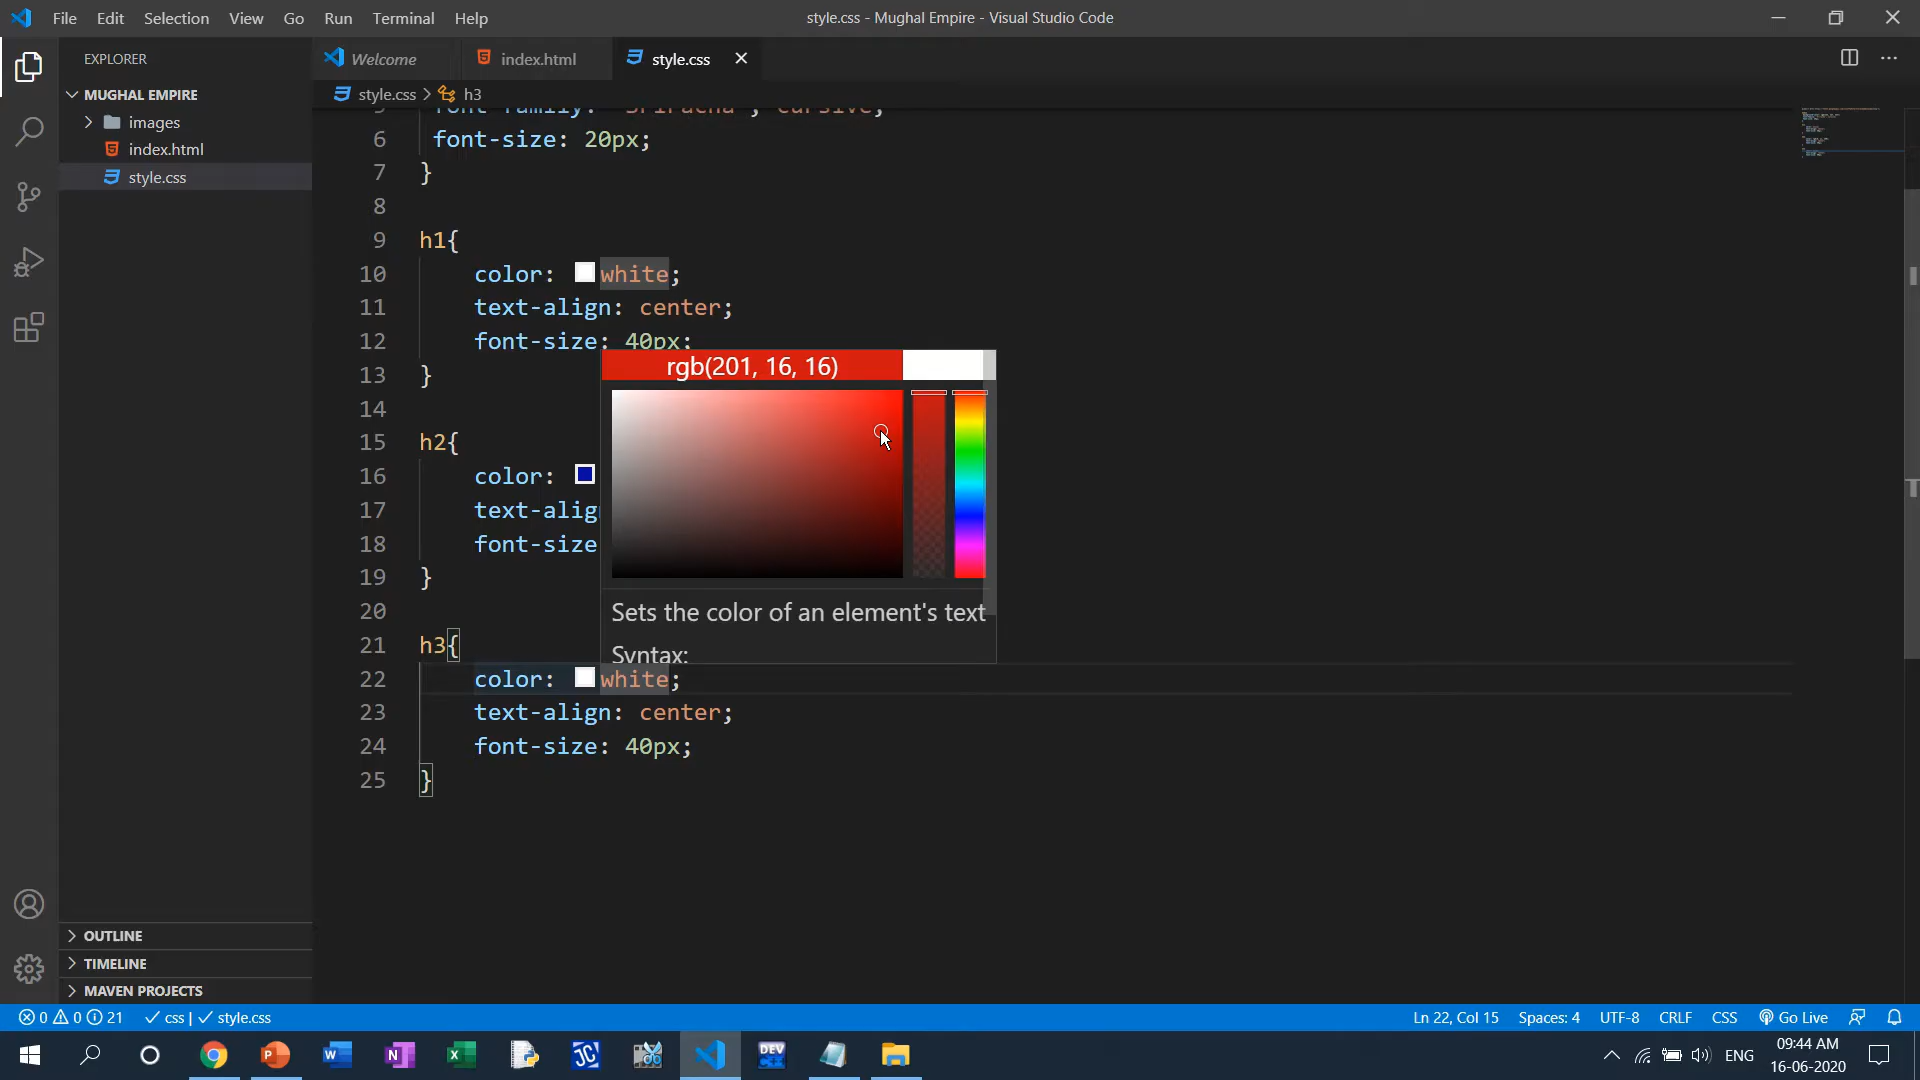 File Edit Selection View Go Run Terminal Help
style.css - Mughal Empire - Visual Studio Code
EXPLORER
MUGHAL EMPIRE
images
index.html
style.css
OUTLINE
TIMELINE
MAVEN PROJECTS
Welcome index.html style.css
style.css > h3
font-family: 'Sriracha', cursive;
6 font-size: 20px;
7 }
8
9 h1{
10 color: white;
11 text-align: center;
12 font-size: 40px;
13 }
14
15 h2{
16 color:
17 text-alig
18 font-size
19 }
20
21 h3{
22 color: white;
23 text-align: center;
24 font-size: 40px;
25 }
rgb(201, 16, 16)
Sets the color of an element's text
Syntax:
0 0 21 css | style.css
Ln 22, Col 15 Spaces: 4 UTF-8 CRLF CSS Go Live
DEV
ENG
09:44 AM
16-06-2020